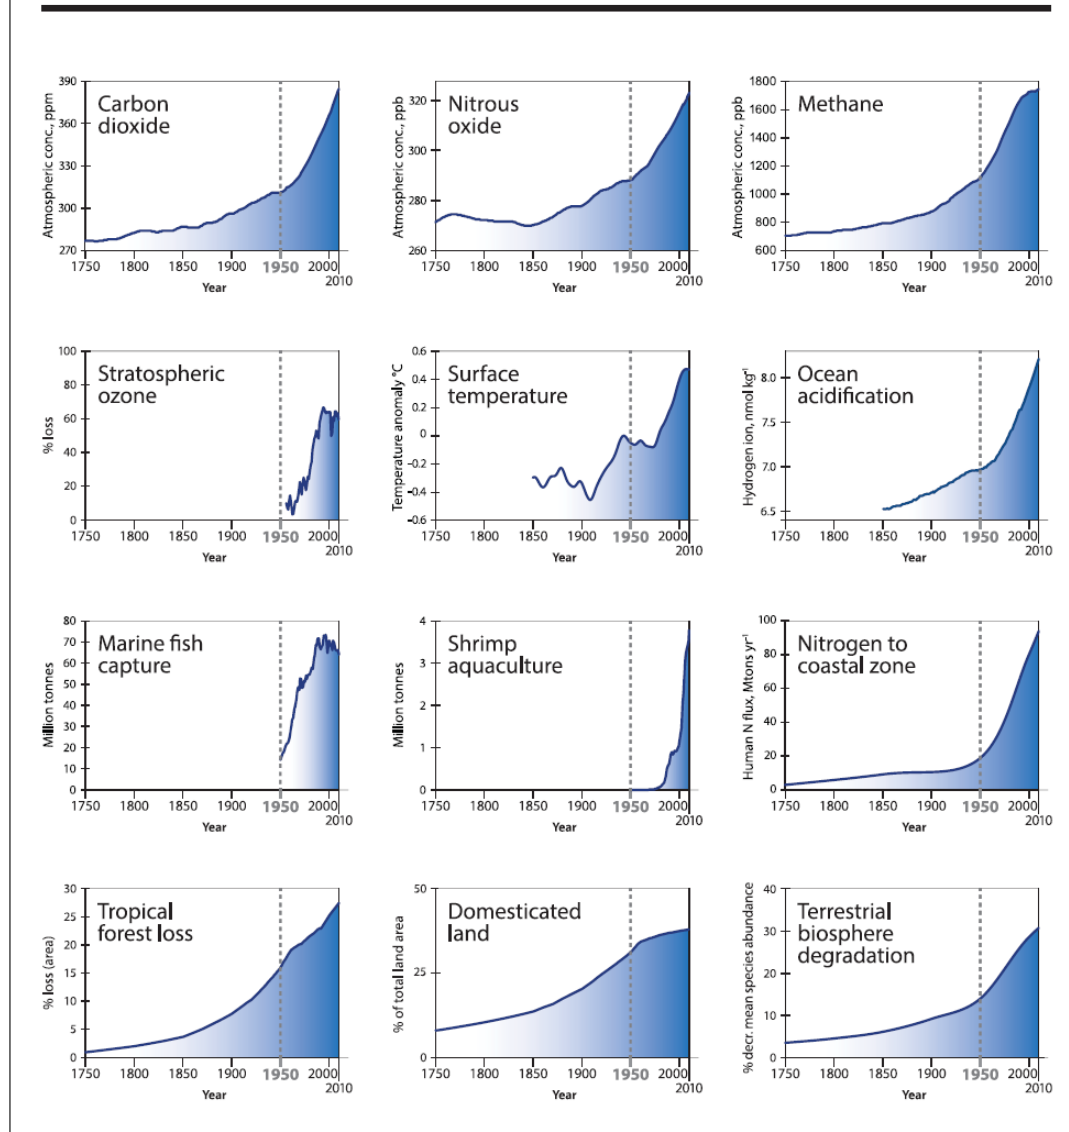 Carbon
dioxide
Atmospheric conc., ppm
390
360
330
300
270
1750 1800 1850 1900 1950 2000
2010
Year
Nitrous
oxide
Atmospheric conc., ppb
320
300
280
260
1750 1800 1850 1900 1950 2000
2010
Year
Methane
Atmospheric conc., ppb
1800
1600
1400
1200
1000
800
600
1750 1800 1850 1900 1950 2000
2010
Year
Stratospheric
ozone
% loss
100
80
60
40
20
0
1750 1800 1850 1900 1950 2000
2010
Year
Surface
temperature
Temperature anomaly °C
0.6
0.4
0.2
0
-0.2
-0.4
-0.6
1750 1800 1850 1900 1950 2000
2010
Year
Ocean
acidification
Hydrogen ion, nmol kg⁻¹
8.0
7.5
7.0
6.5
1750 1800 1850 1900 1950 2000
2010
Year
Marine fish
capture
Million tonnes
80
70
60
50
40
30
20
10
0
1750 1800 1850 1900 1950 2000
2010
Year
Shrimp
aquaculture
Million tonnes
4
3
2
1
0
1750 1800 1850 1900 1950 2000
2010
Year
Nitrogen to
coastal zone
Human N flux, Mtons yr⁻¹
100
80
60
40
20
0
1750 1800 1850 1900 1950 2000
2010
Year
Tropical
forest loss
% loss (area)
30
25
20
15
10
5
0
1750 1800 1850 1900 1950 2000
2010
Year
Domesticated
land
% of total land area
50
25
0
1750 1800 1850 1900 1950 2000
2010
Year
Terrestrial
biosphere
degradation
% decr. mean species abundance
40
30
20
10
0
1750 1800 1850 1900 1950 2000
2010
Year